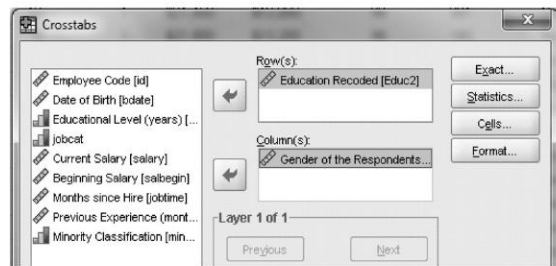 Crosstabs
Employee Code [id]
Date of Birth [bdate]
Educational Level (years) [...
jobcat
Current Salary [salary]
Beginning Salary [salbegin]
Months since Hire [jobtime]
Previous Experience (mont...
Minority Classification [min...
Row(s):
Education Recoded [Educ2]
Column(s):
Gender of the Respondents...
Layer 1 of 1
Previous
Next
Exact...
Statistics...
Cells...
Format...